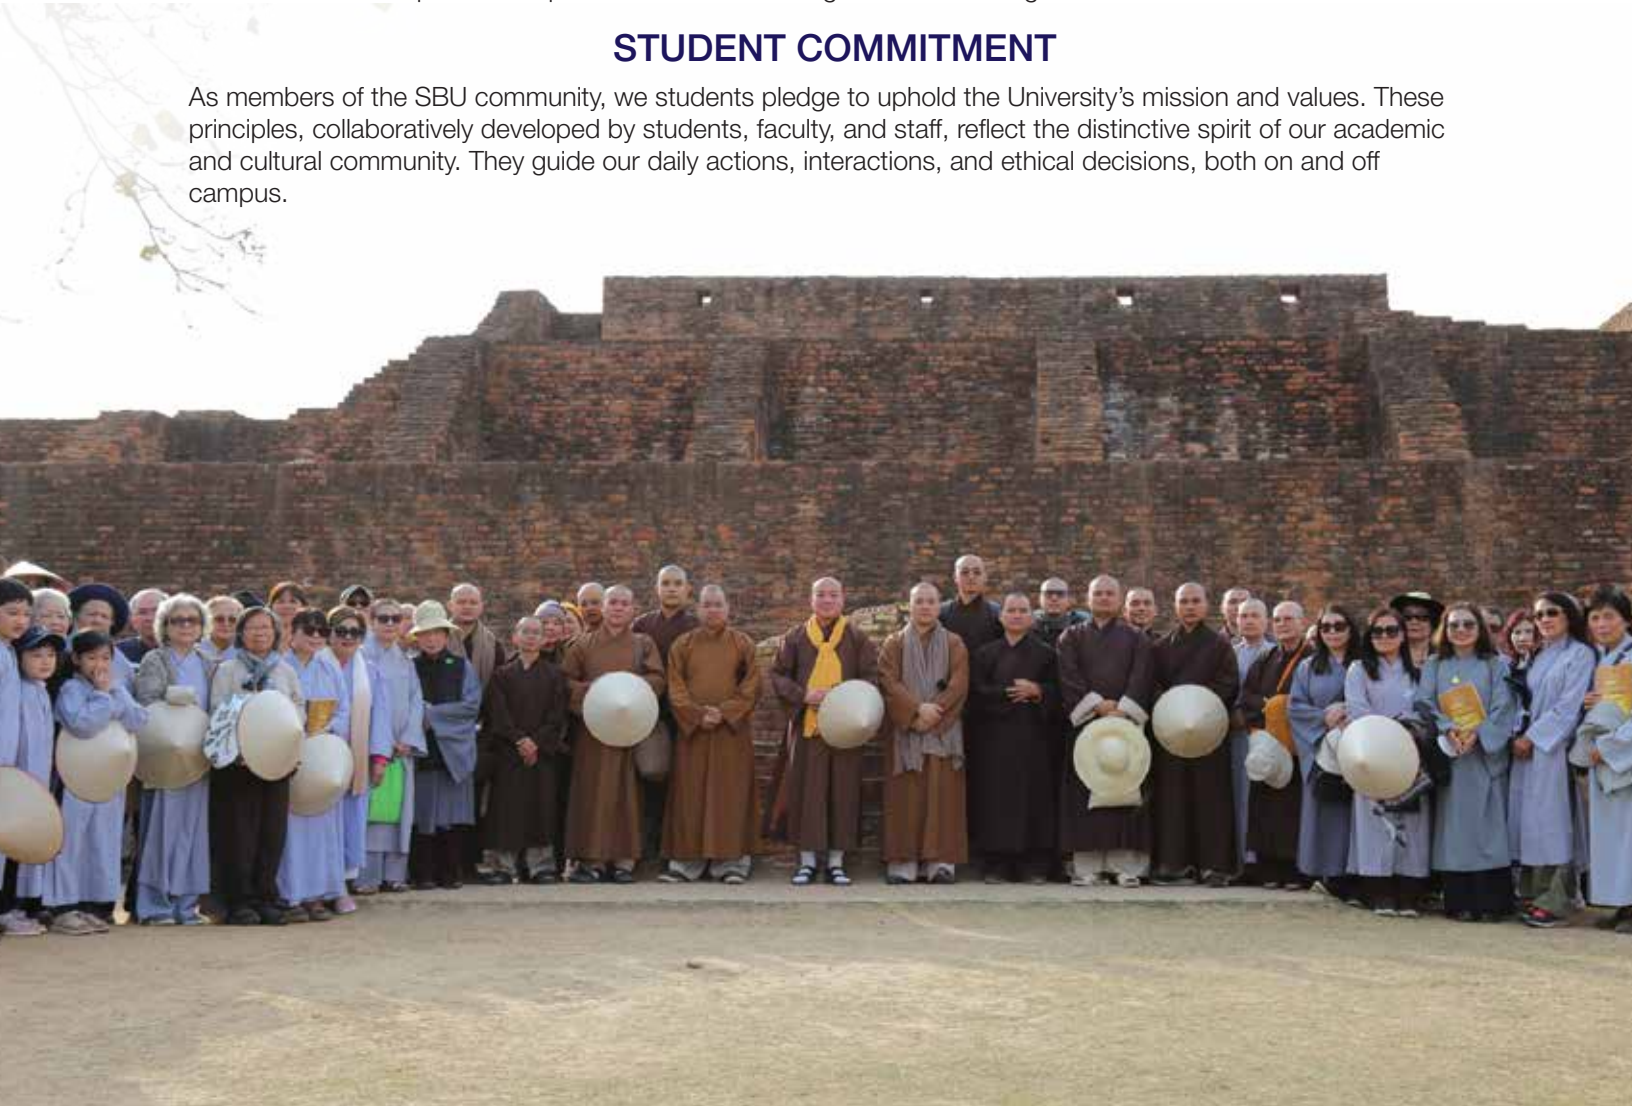 STUDENT COMMITMENT
As members of the SBU community, we students pledge to uphold the University’s mission and values. These
principles, collaboratively developed by students, faculty, and staff, reflect the distinctive spirit of our academic
and cultural community. They guide our daily actions, interactions, and ethical decisions, both on and off
campus.